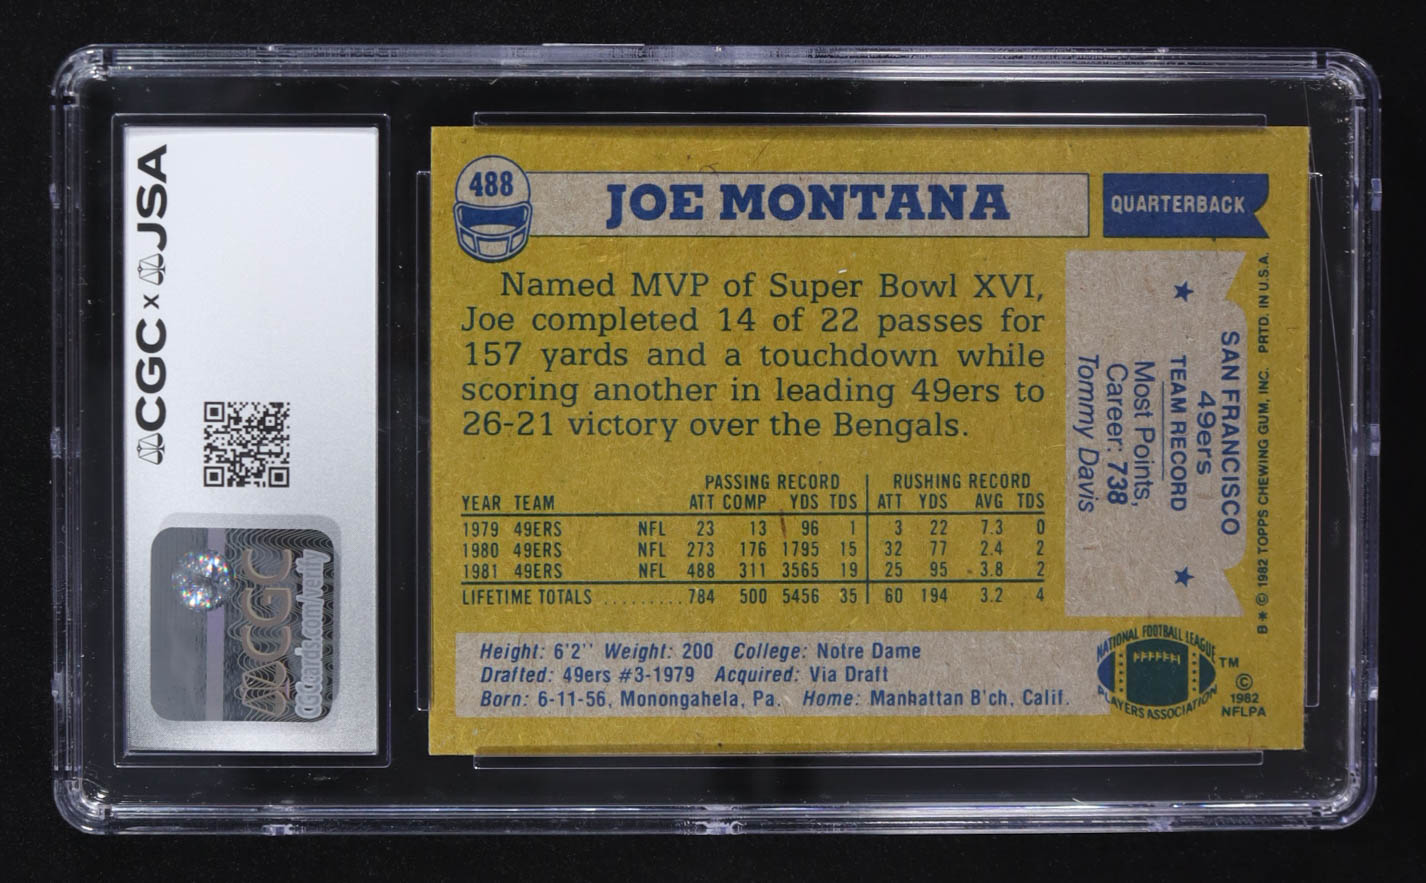 CGC x JSA
CGC
cgccards.com/verify
488
JOE MONTANA
QUARTERBACK
Named MVP of Super Bowl XVI,
Joe completed 14 of 22 passes for
157 yards and a touchdown while
scoring another in leading 49ers to
26-21 victory over the Bengals.
PASSING RECORD RUSHING RECORD
YEAR TEAM ATT COMP YDS TDS ATT YDS AVG TDS
1979 49ERS NFL 23 13 96 1 3 22 7.3 0
1980 49ERS NFL 273 176 1795 15 32 77 2.4 2
1981 49ERS NFL 488 311 3565 19 25 95 3.8 2
LIFETIME TOTALS ......... 784 500 5456 35 60 194 3.2 4
Height: 6'2'' Weight: 200 College: Notre Dame
Drafted: 49ers #3-1979 Acquired: Via Draft
Born: 6-11-56, Monongahela, Pa. Home: Manhattan B'ch, Calif.
SAN FRANCISCO
49ers
TEAM RECORD
Most Points,
Career: 738
Tommy Davis
B* © 1982 TOPPS CHEWING GUM, INC. PRTD. IN U.S.A.
NATIONAL FOOTBALL LEAGUE
PLAYERS ASSOCIATION
TM
©
1982
NFLPA